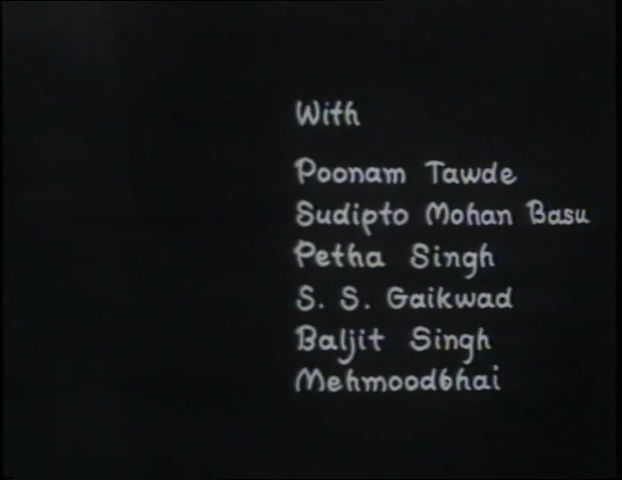 With
Poonam Tawde
Sudipto Mohan Basu
Petha Singh
S. S. Gaikwad
Baljit Singh
Mehmoodbhai